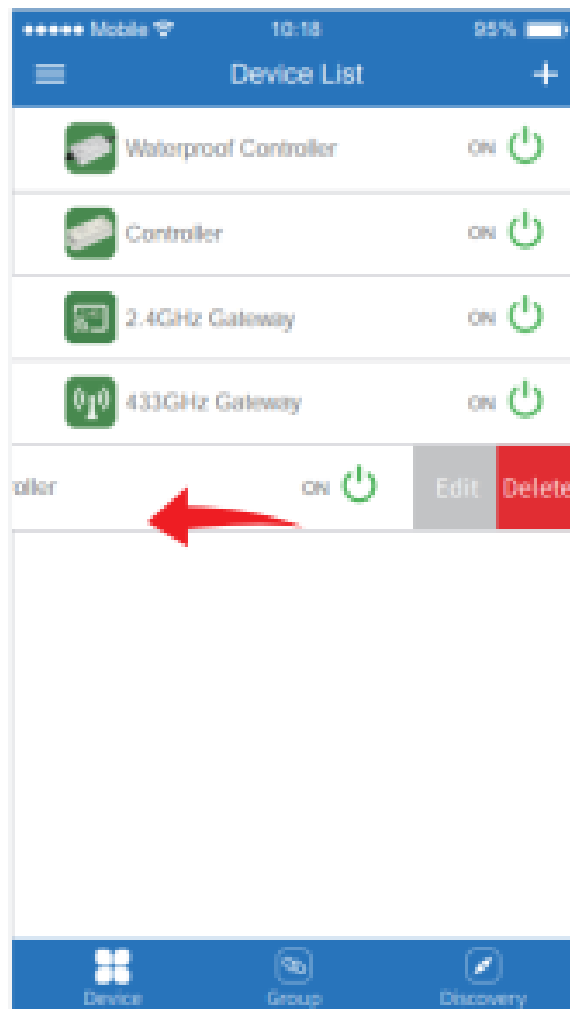 Mobile 10:18 95%
Device List
Waterproof Controller ON
Controller ON
2.4GHz Gateway ON
433GHz Gateway ON
oller ON Edit Delete
Device Group Discovery